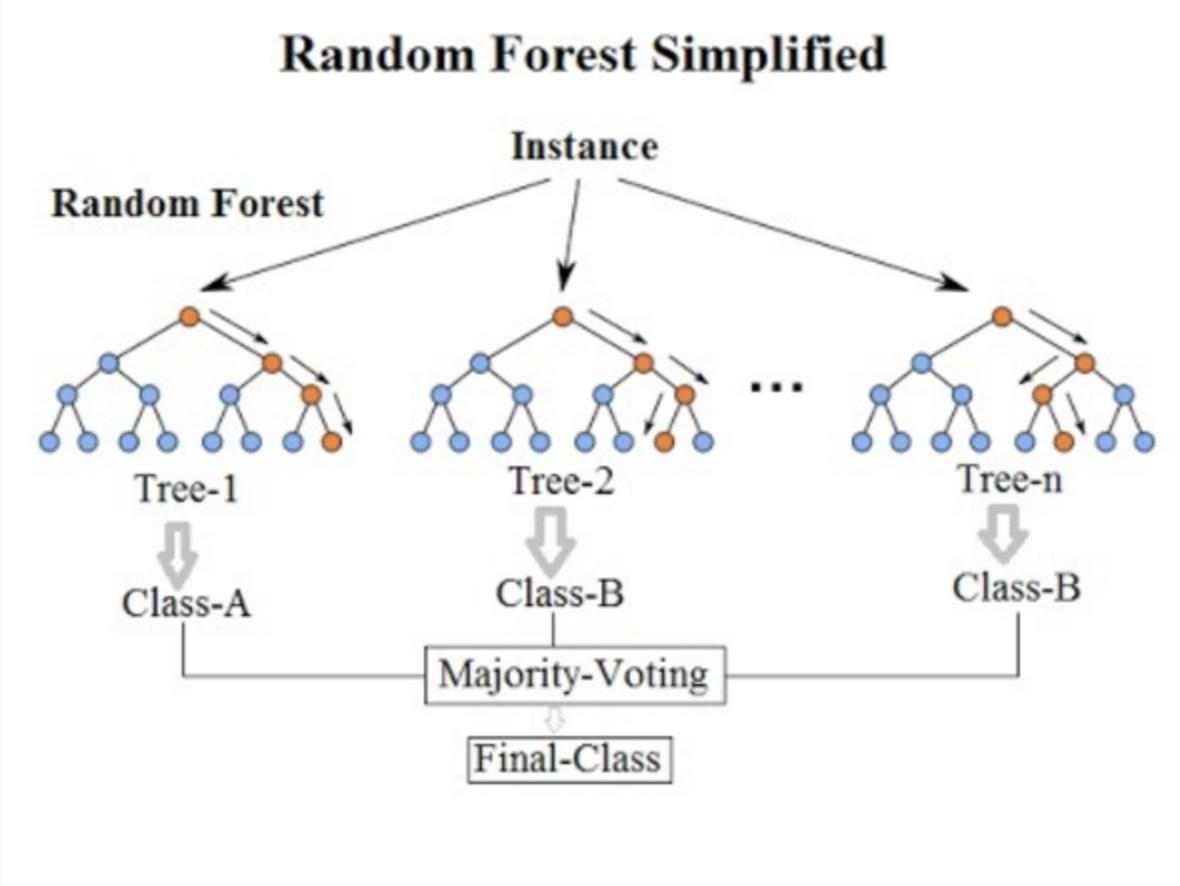 Random Forest Simplified
Instance
Random Forest
...
Tree-1
Tree-2
Tree-n
Class-A
Class-B
Class-B
Majority-Voting
Final-Class